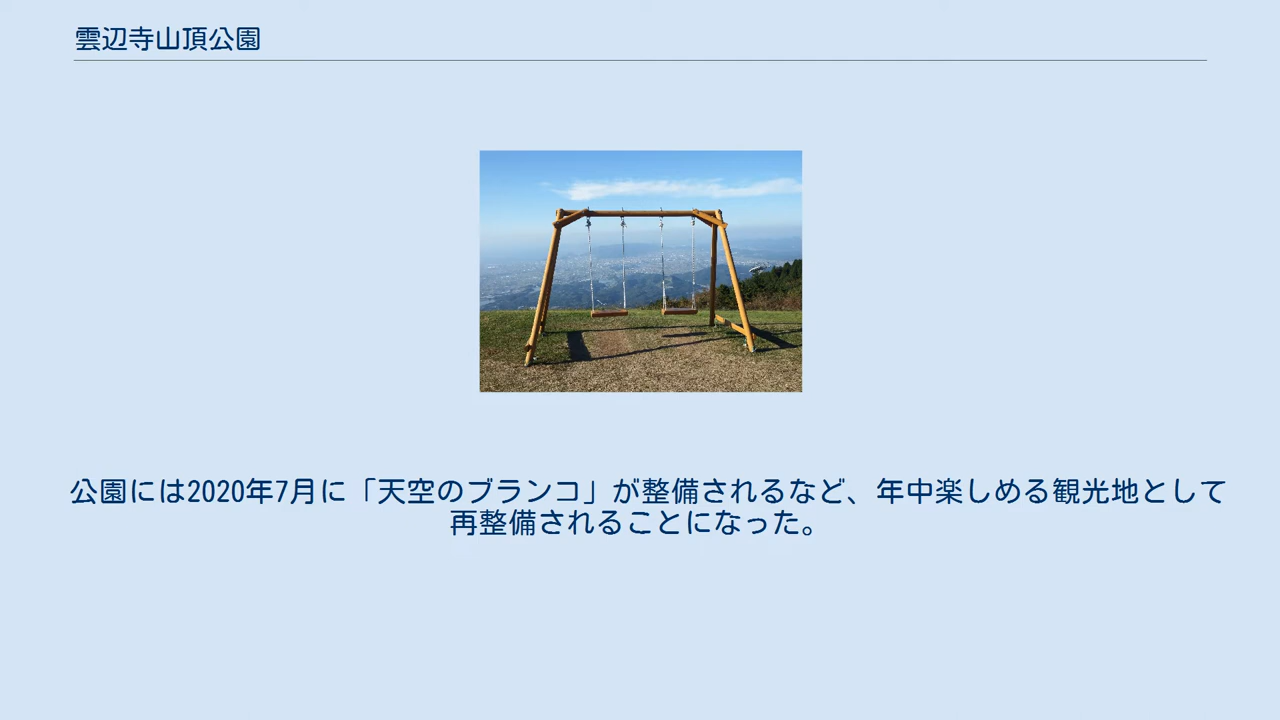 雲辺寺山頂公園
公園には2020年7月に「天空のブランコ」が整備されるなど、年中楽しめる観光地として
再整備されることになった。